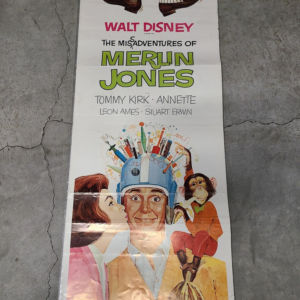 WALT DISNEY
THE MISADVENTURES OF
MERLIN
JONES
TOMMY KIRK · ANNETTE
LEON AMES · STUART ERWIN